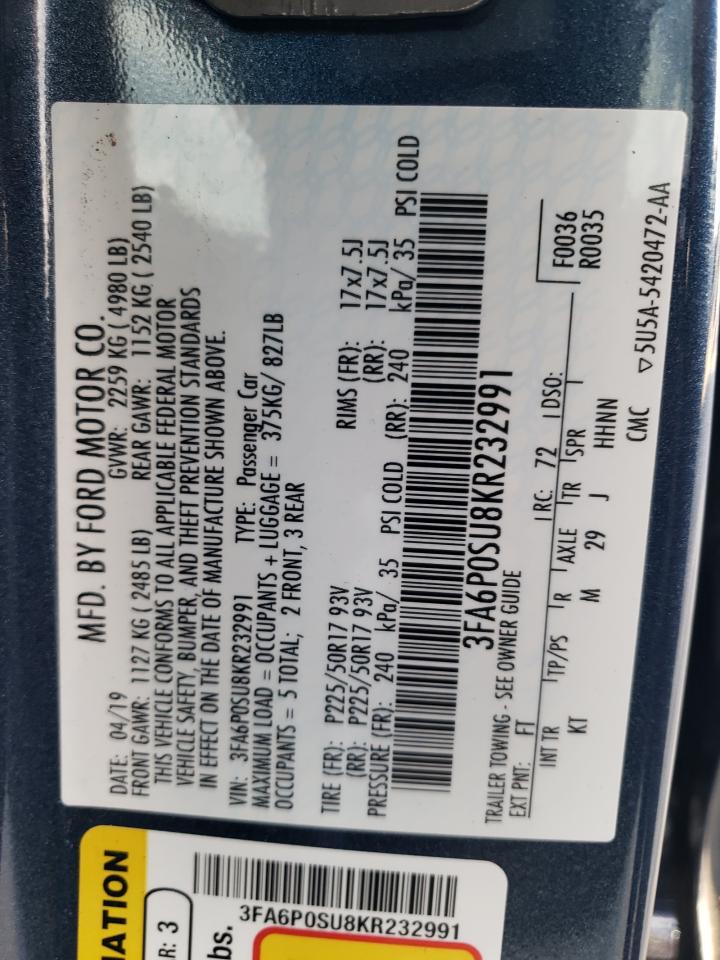 MFD. BY FORD MOTOR CO.
DATE: 04/19 GVWR: 2259 KG ( 4980 LB)
FRONT GAWR: 1127 KG ( 2485 LB) REAR GAWR: 1152 KG ( 2540 LB)
THIS VEHICLE CONFORMS TO ALL APPLICABLE FEDERAL MOTOR
VEHICLE SAFETY, BUMPER, AND THEFT PREVENTION STANDARDS
IN EFFECT ON THE DATE OF MANUFACTURE SHOWN ABOVE.
VIN: 3FA6P0SU8KR232991 TYPE: Passenger Car
MAXIMUM LOAD = OCCUPANTS + LUGGAGE = 375KG/ 827LB
OCCUPANTS = 5 TOTAL; 2 FRONT, 3 REAR
TIRE (FR): P225/50R17 93V RIMS (FR): 17x7.5J
(RR): P225/50R17 93V (RR): 17x7.5J
PRESSURE (FR): 240 kPa/ 35 PSI COLD (RR): 240 kPa/ 35 PSI COLD
3FA6P0SU8KR232991
TRAILER TOWING - SEE OWNER GUIDE
EXT PNT: FT RC: 72 DSO: F0036
R0035
INT TR TP/PS R AXLE TR SPR
KT M 29 J HHNN
CMC ▽5U5A-5420472-AA
MATION
R: 3
3FA6P0SU8KR232991
bs.